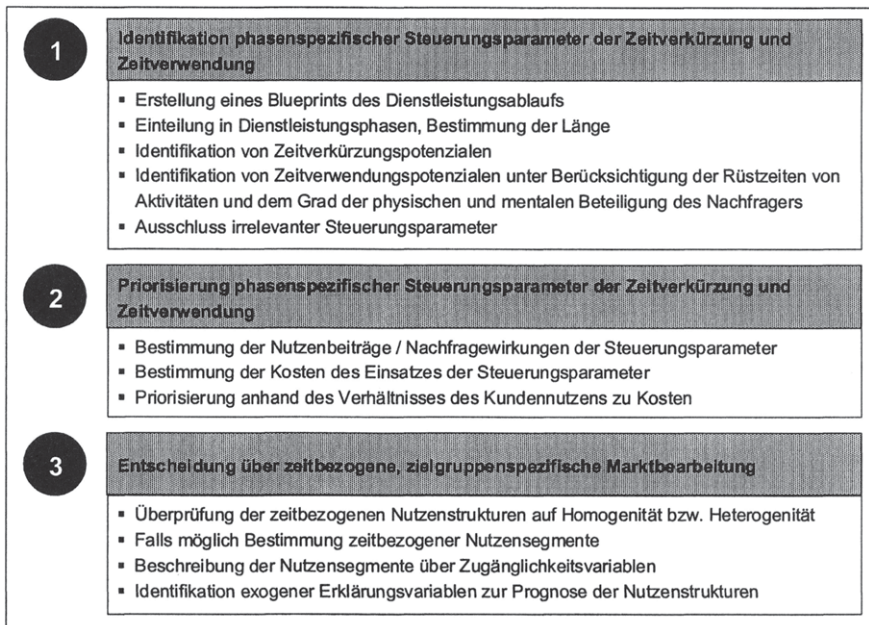 1
Identifikation phasenspezifischer Steuerungsparameter der Zeitverkürzung und
Zeitverwendung
▪ Erstellung eines Blueprints des Dienstleistungsablaufs
▪ Einteilung in Dienstleistungsphasen, Bestimmung der Länge
▪ Identifikation von Zeitverkürzungspotenzialen
▪ Identifikation von Zeitverwendungspotenzialen unter Berücksichtigung der Rüstzeiten von
Aktivitäten und dem Grad der physischen und mentalen Beteiligung des Nachfragers
▪ Ausschluss irrelevanter Steuerungsparameter
2
Priorisierung phasenspezifischer Steuerungsparameter der Zeitverkürzung und
Zeitverwendung
▪ Bestimmung der Nutzenbeiträge / Nachfragewirkungen der Steuerungsparameter
▪ Bestimmung der Kosten des Einsatzes der Steuerungsparameter
▪ Priorisierung anhand des Verhältnisses des Kundennutzens zu Kosten
3
Entscheidung über zeitbezogene, zielgruppenspezifische Marktbearbeitung
▪ Überprüfung der zeitbezogenen Nutzenstrukturen auf Homogenität bzw. Heterogenität
▪ Falls möglich Bestimmung zeitbezogener Nutzensegmente
▪ Beschreibung der Nutzensegmente über Zugänglichkeitsvariablen
▪ Identifikation exogener Erklärungsvariablen zur Prognose der Nutzenstrukturen